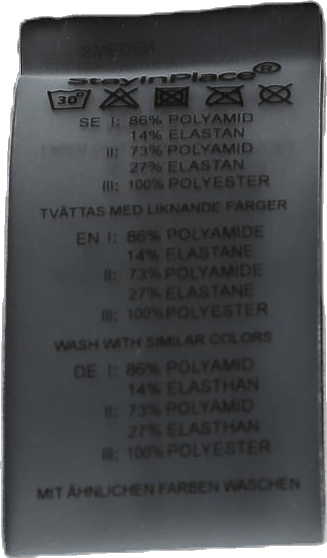 StayInPlace®
30°
SE I: 86% POLYAMID
14% ELASTAN
II: 73% POLYAMID
27% ELASTAN
III: 100% POLYESTER
TVÄTTAS MED LIKNANDE FÄRGER
EN I: 86% POLYAMIDE
14% ELASTANE
II: 73% POLYAMIDE
27% ELASTANE
III: 100% POLYESTER
WASH WITH SIMILAR COLORS
DE I: 86% POLYAMID
14% ELASTHAN
II: 73% POLYAMID
27% ELASTHAN
III: 100% POLYESTER
MIT ÄHNLICHEN FARBEN WASCHEN